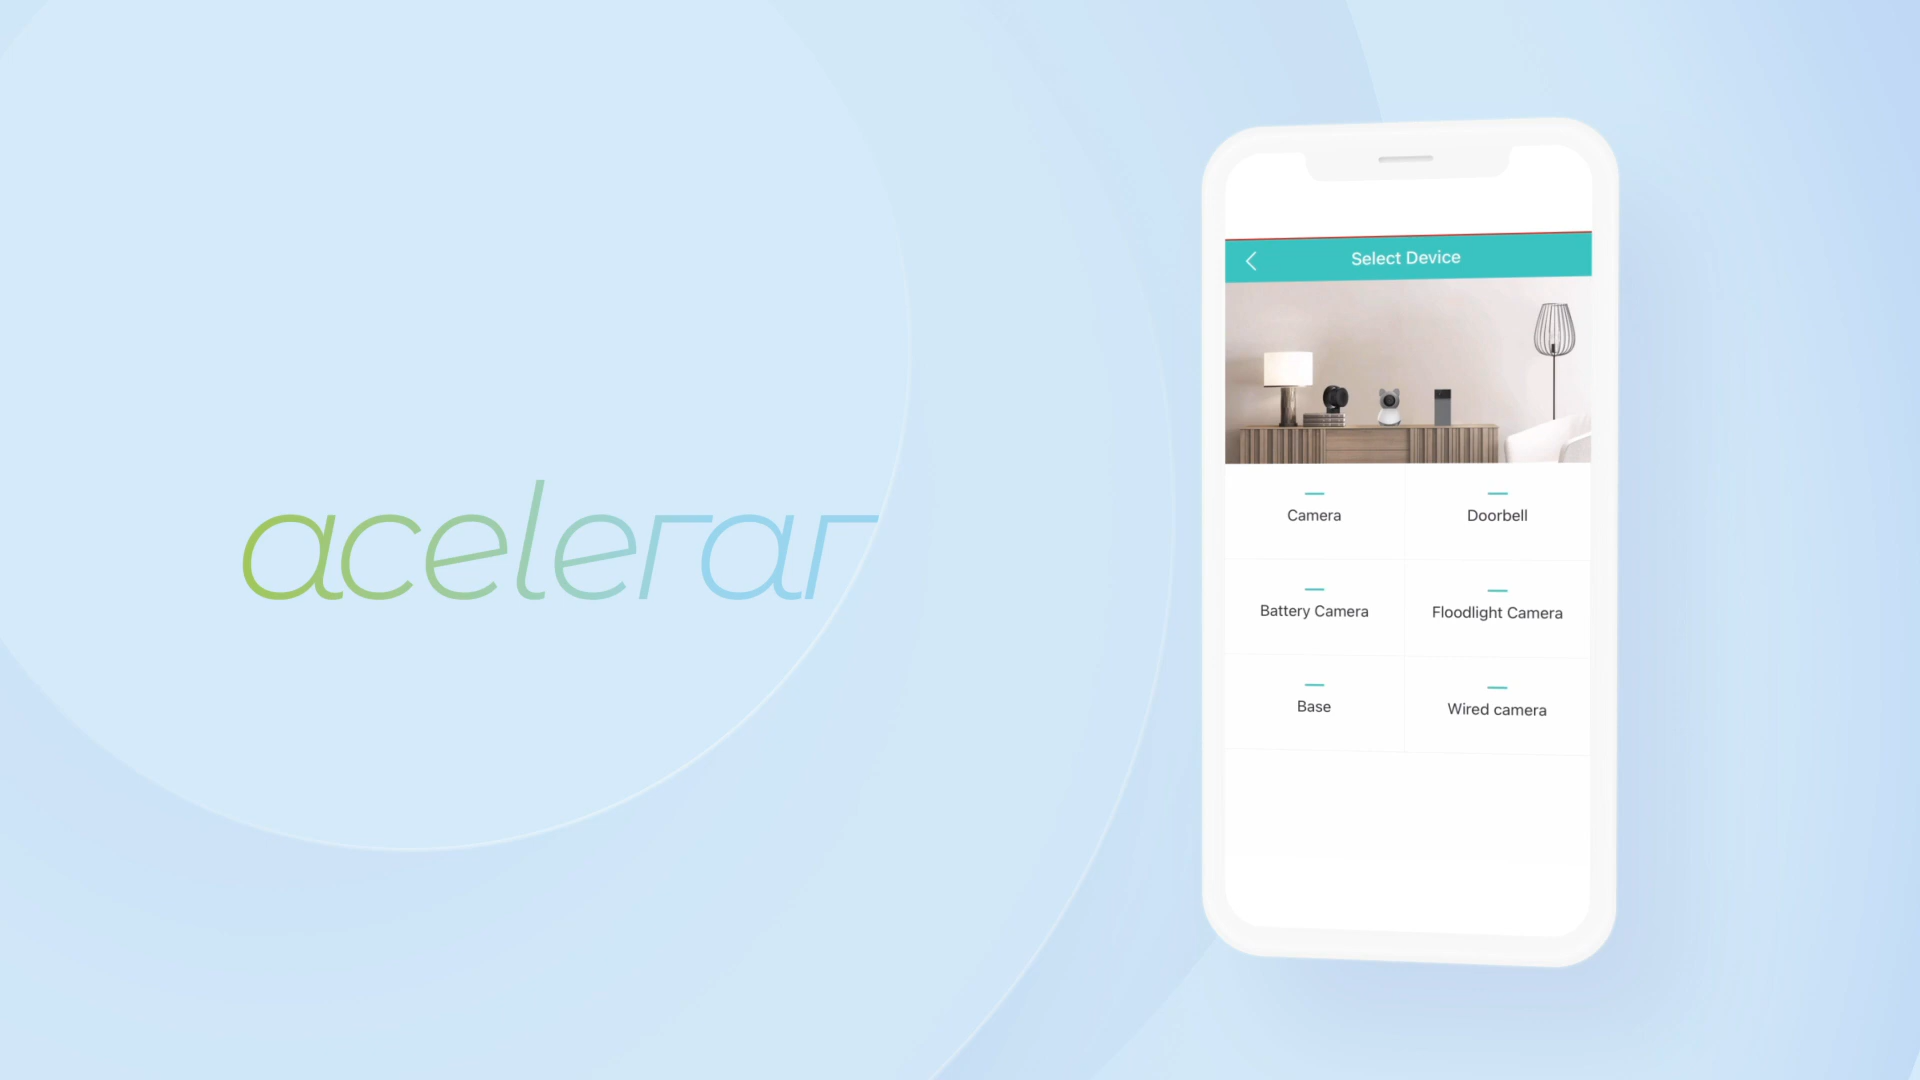 acelerar
Select Device
Camera
Doorbell
Battery Camera
Floodlight Camera
Base
Wired camera